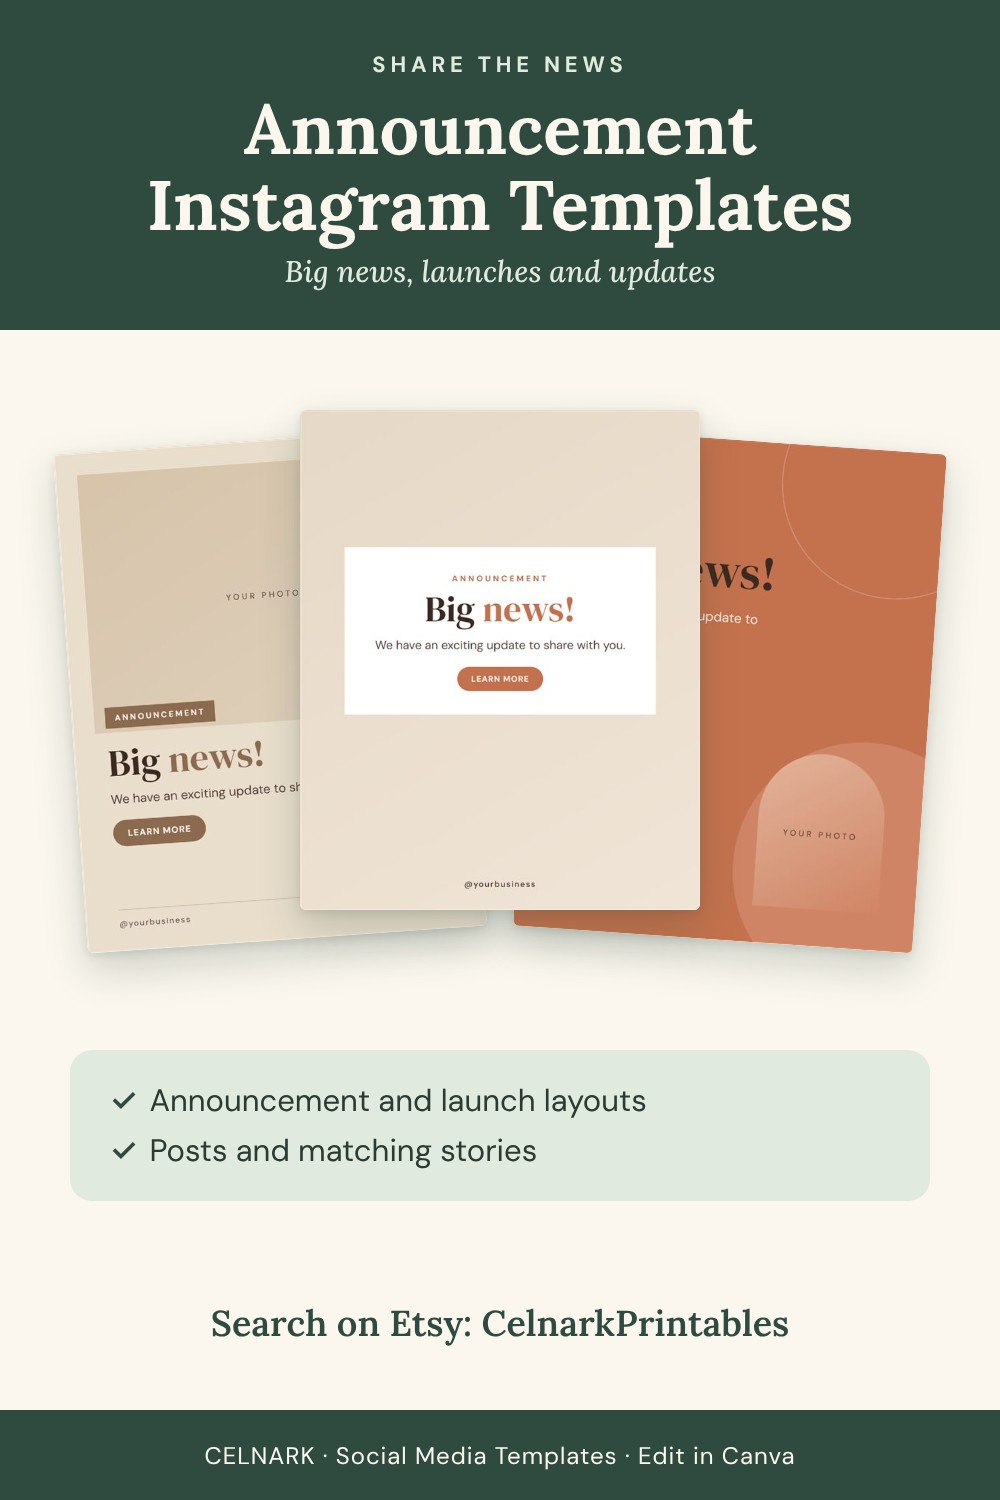 SHARE THE NEWS
Announcement
Instagram Templates
Big news, launches and updates
YOUR PHOTO
ANNOUNCEMENT
Big news!
We have an exciting update to
LEARN MORE
@yourbusiness
ANNOUNCEMENT
Big news!
We have an exciting update to share with you.
LEARN MORE
@yourbusiness
ews!
update to
YOUR PHOTO
Announcement and launch layouts
Posts and matching stories
Search on Etsy: CelnarkPrintables
CELNARK · Social Media Templates · Edit in Canva